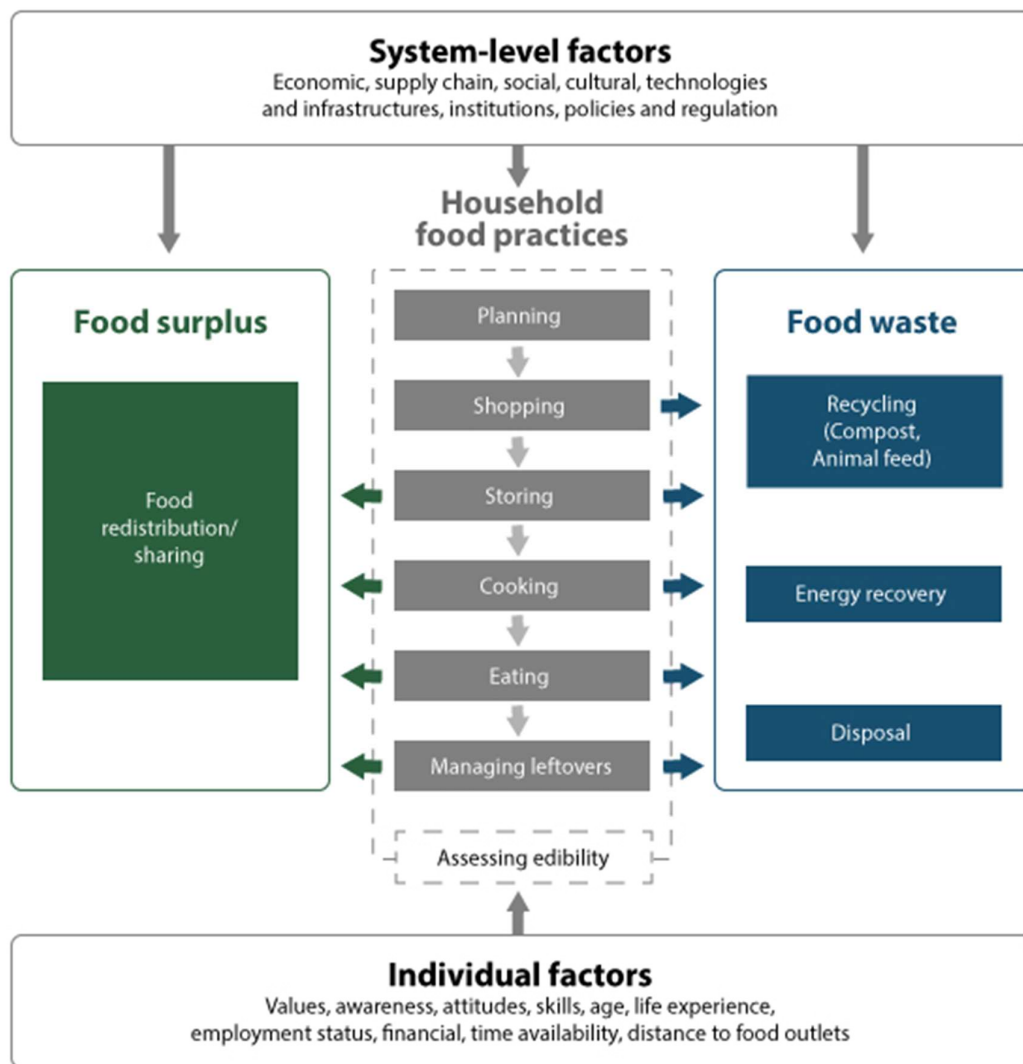 System-level factors
Economic, supply chain, social, cultural, technologies
and infrastructures, institutions, policies and regulation
Household
food practices
Food surplus
Food
redistribution/
sharing
Planning
Shopping
Storing
Cooking
Eating
Managing leftovers
Assessing edibility
Food waste
Recycling
(Compost,
Animal feed)
Energy recovery
Disposal
Individual factors
Values, awareness, attitudes, skills, age, life experience,
employment status, financial, time availability, distance to food outlets